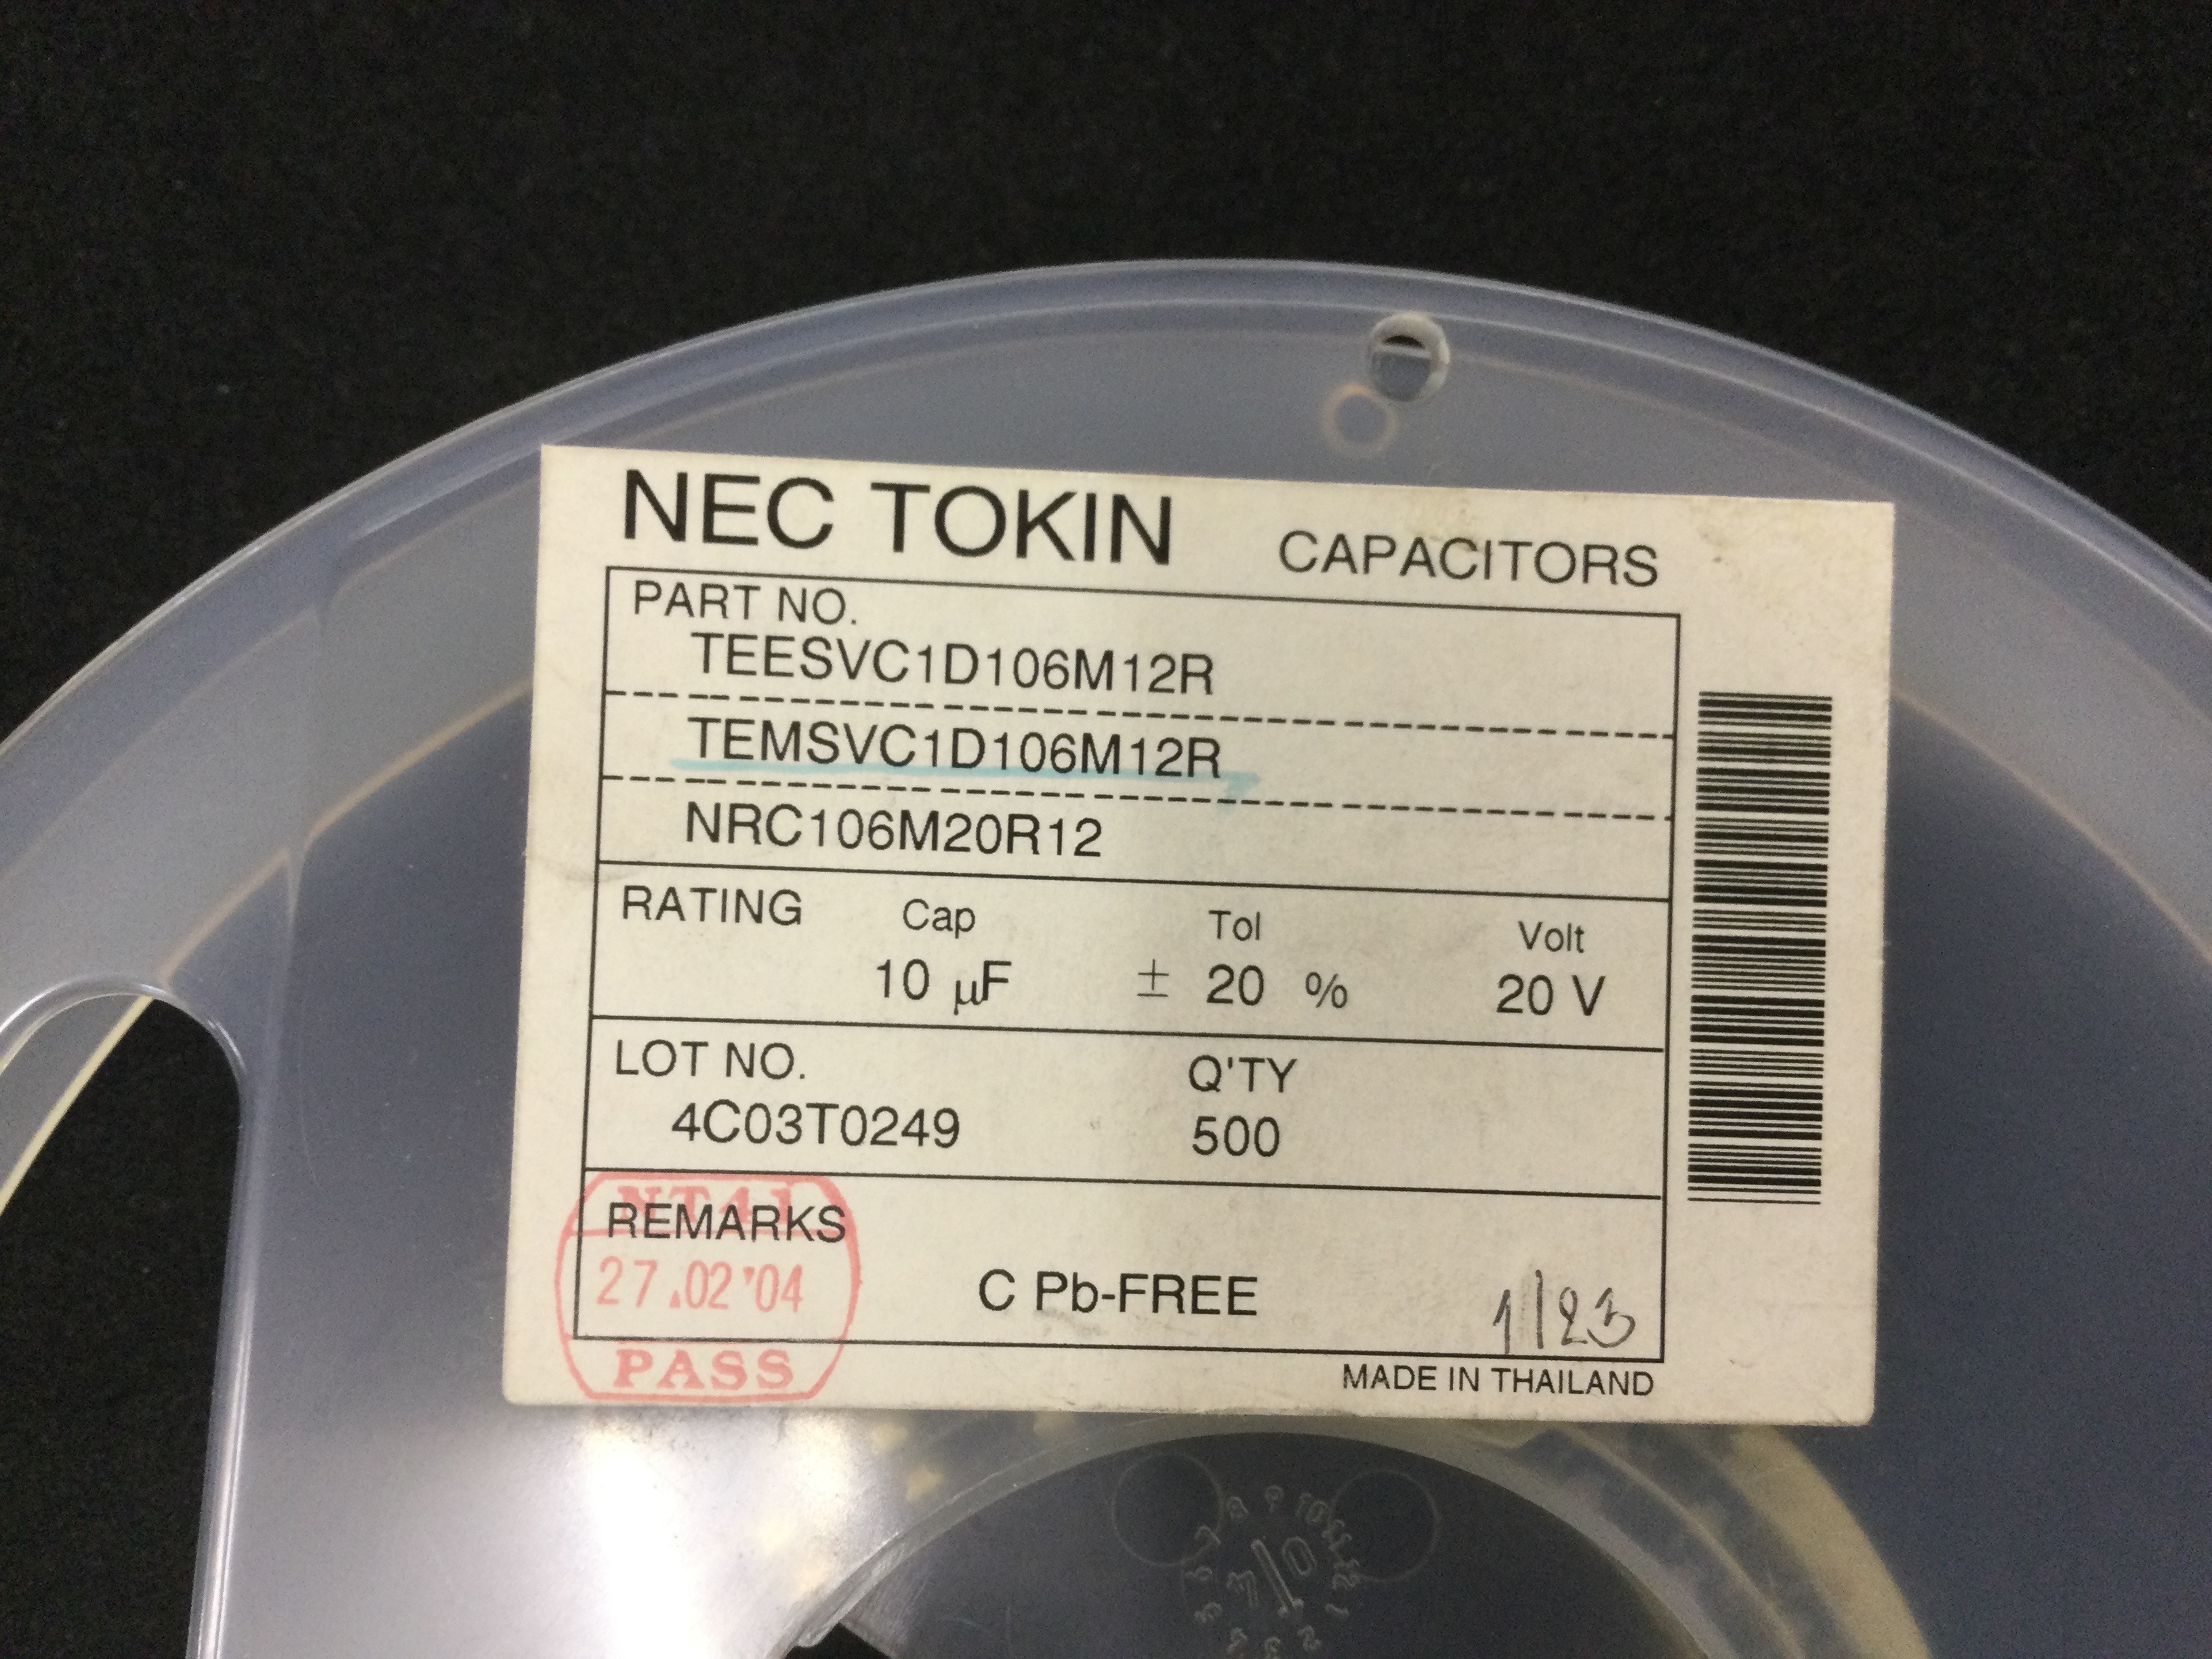 NEC TOKIN CAPACITORS
PART NO.
TEESVC1D106M12R
TEMSVC1D106M12R
NRC106M20R12
RATING Cap Tol Volt
10 µF ± 20 % 20 V
LOT NO. Q'TY
4C03T0249 500
REMARKS
27.02'04
C Pb-FREE
1/23
PASS
MADE IN THAILAND